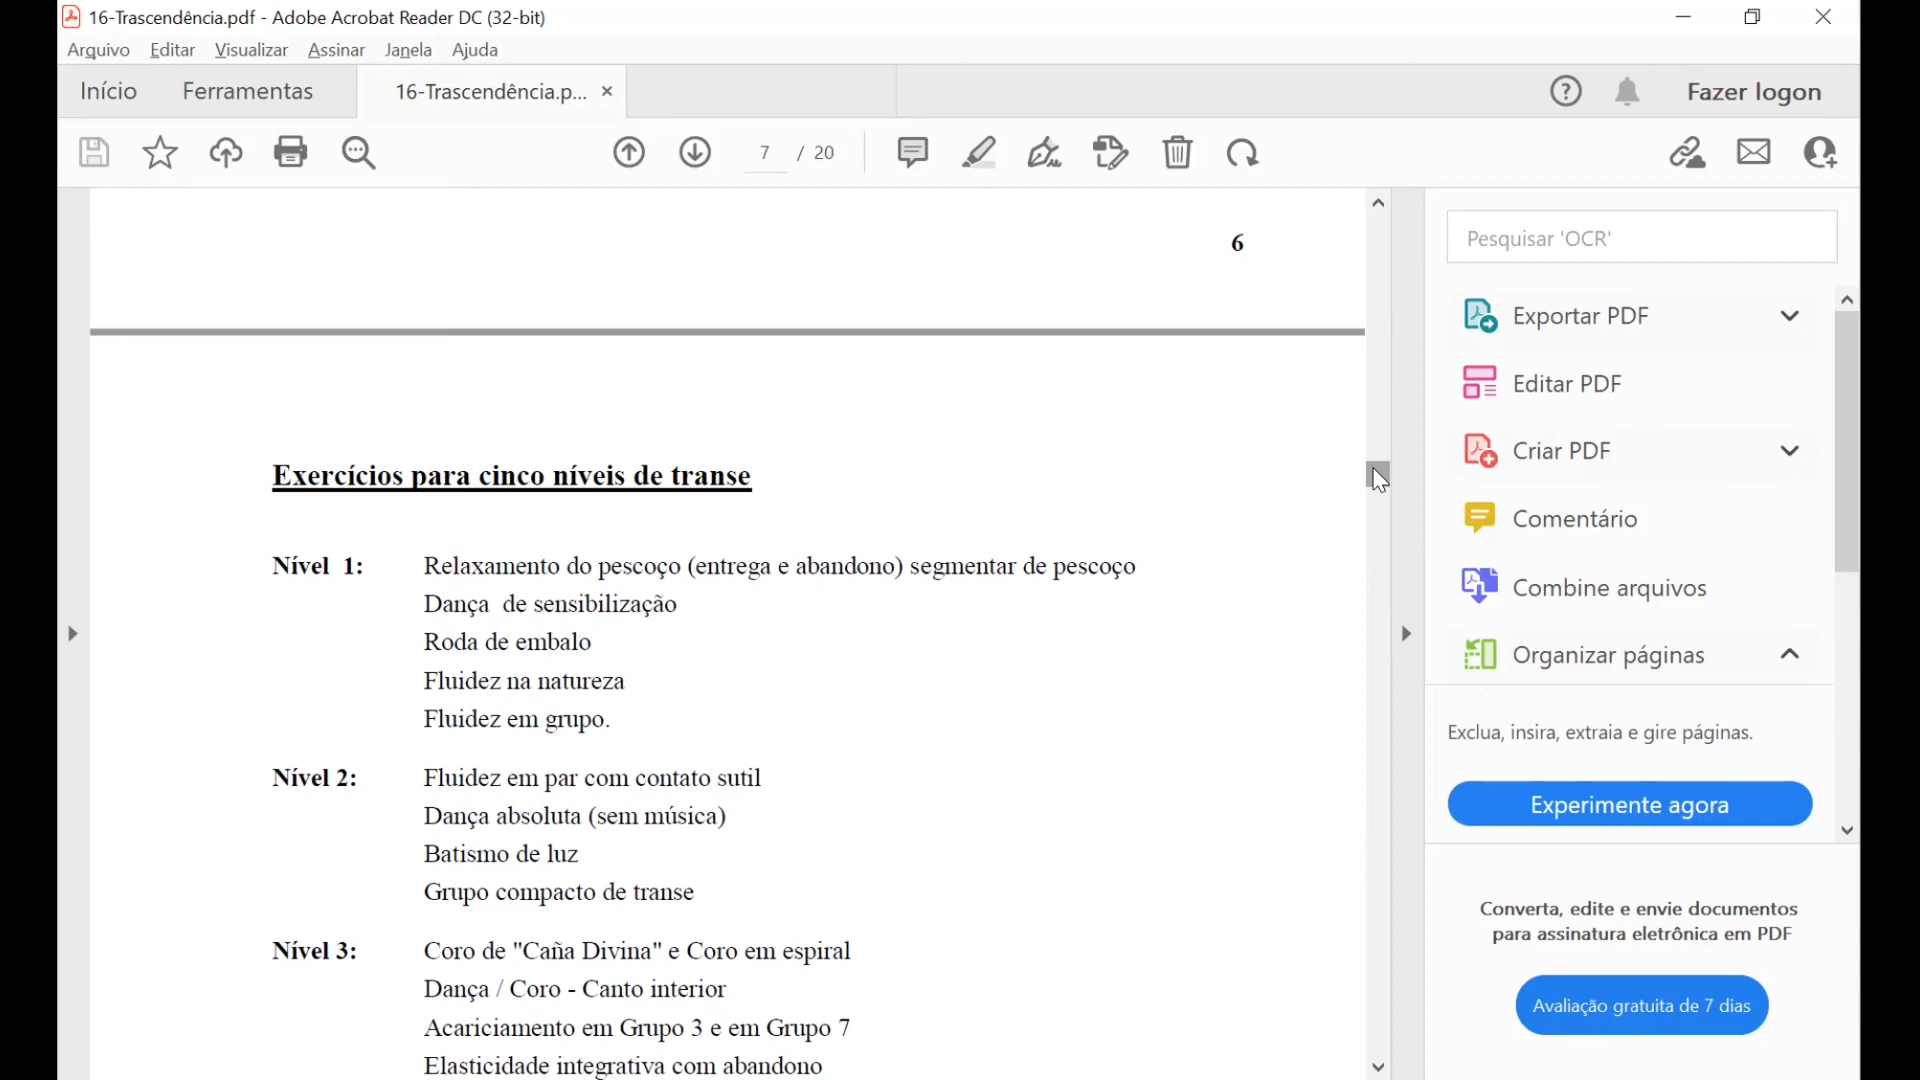 16-Trascendência.pdf - Adobe Acrobat Reader DC (32-bit)
Arquivo Editar Visualizar Assinar Janela Ajuda
Início Ferramentas 16-Trascendência.p... × ? Fazer logon
7 / 20
6
Exercícios para cinco níveis de transe
Nível 1: Relaxamento do pescoço (entrega e abandono) segmentar de pescoço
Dança de sensibilização
Roda de embalo
Fluidez na natureza
Fluidez em grupo.
Nível 2: Fluidez em par com contato sutil
Dança absoluta (sem música)
Batismo de luz
Grupo compacto de transe
Nível 3: Coro de "Caña Divina" e Coro em espiral
Dança / Coro - Canto interior
Acariciamento em Grupo 3 e em Grupo 7
Elasticidade integrativa com abandono
Pesquisar 'OCR'
Exportar PDF
Editar PDF
Criar PDF
Comentário
Combine arquivos
Organizar páginas
Exclua, insira, extraia e gire páginas.
Experimente agora
Converta, edite e envie documentos
para assinatura eletrônica em PDF
Avaliação gratuita de 7 dias